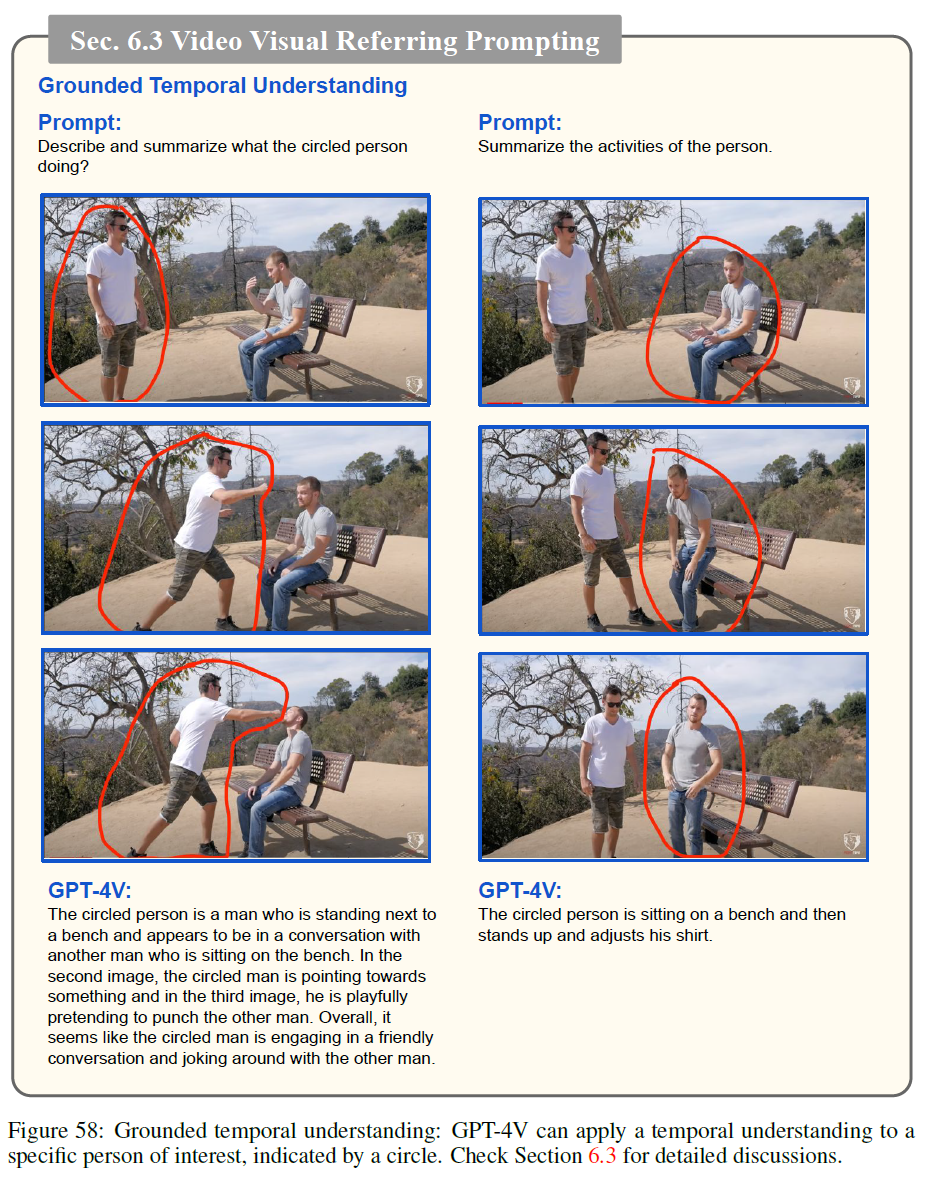 Sec. 6.3 Video Visual Referring Prompting
Grounded Temporal Understanding
Prompt:
Describe and summarize what the circled person
doing?
Prompt:
Summarize the activities of the person.
GPT-4V:
The circled person is a man who is standing next to
a bench and appears to be in a conversation with
another man who is sitting on the bench. In the
second image, the circled man is pointing towards
something and in the third image, he is playfully
pretending to punch the other man. Overall, it
seems like the circled man is engaging in a friendly
conversation and joking around with the other man.
GPT-4V:
The circled person is sitting on a bench and then
stands up and adjusts his shirt.
Figure 58: Grounded temporal understanding: GPT-4V can apply a temporal understanding to a
specific person of interest, indicated by a circle. Check Section 6.3 for detailed discussions.